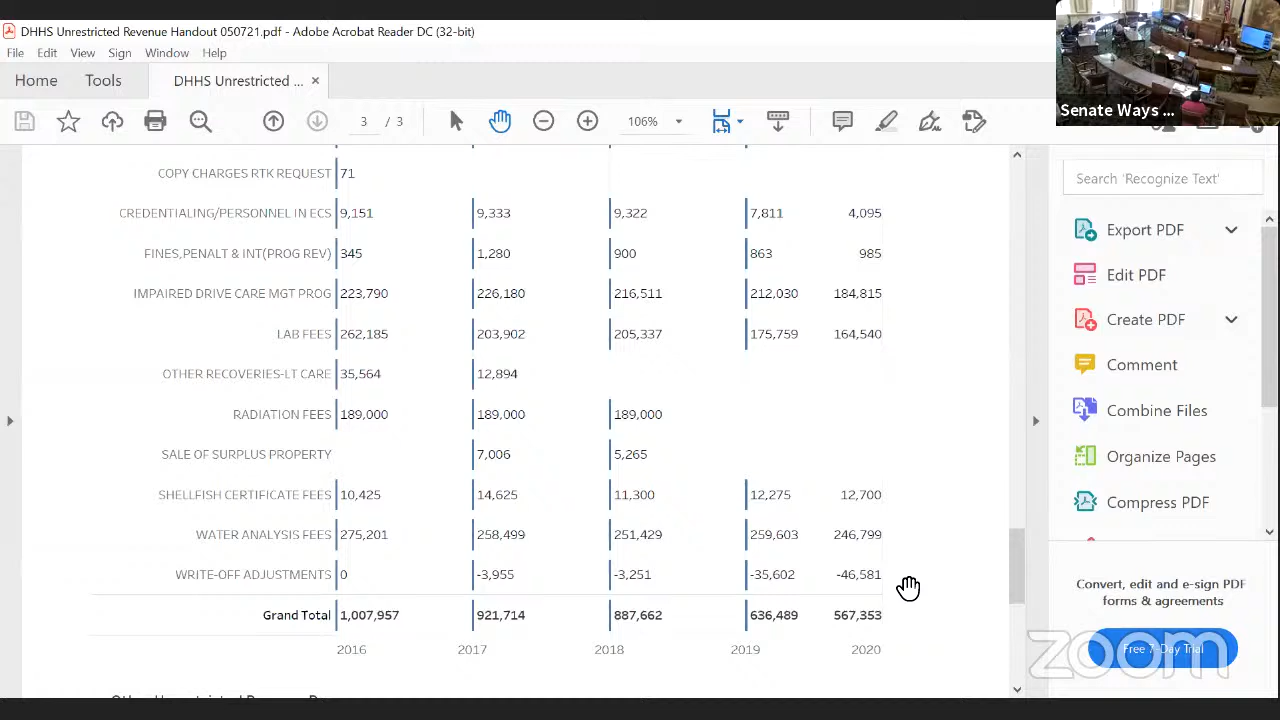 DHHS Unrestricted Revenue Handout 050721.pdf - Adobe Acrobat Reader DC (32-bit)
File Edit View Sign Window Help
Home Tools DHHS Unrestricted ... ×
3 / 3 106%
Senate Ways ...
COPY CHARGES RTK REQUEST 71
CREDENTIALING/PERSONNEL IN ECS 9,151 9,333 9,322 7,811 4,095
FINES,PENALT & INT(PROG REV) 345 1,280 900 863 985
IMPAIRED DRIVE CARE MGT PROG 223,790 226,180 216,511 212,030 184,815
LAB FEES 262,185 203,902 205,337 175,759 164,540
OTHER RECOVERIES-LT CARE 35,564 12,894
RADIATION FEES 189,000 189,000 189,000
SALE OF SURPLUS PROPERTY 7,006 5,265
SHELLFISH CERTIFICATE FEES 10,425 14,625 11,300 12,275 12,700
WATER ANALYSIS FEES 275,201 258,499 251,429 259,603 246,799
WRITE-OFF ADJUSTMENTS 0 -3,955 -3,251 -35,602 -46,581
Grand Total 1,007,957 921,714 887,662 636,489 567,353
2016 2017 2018 2019 2020
Search 'Recognize Text'
Export PDF
Edit PDF
Create PDF
Comment
Combine Files
Organize Pages
Compress PDF
Convert, edit and e-sign PDF
forms & agreements
Free 7-Day Trial
zoom